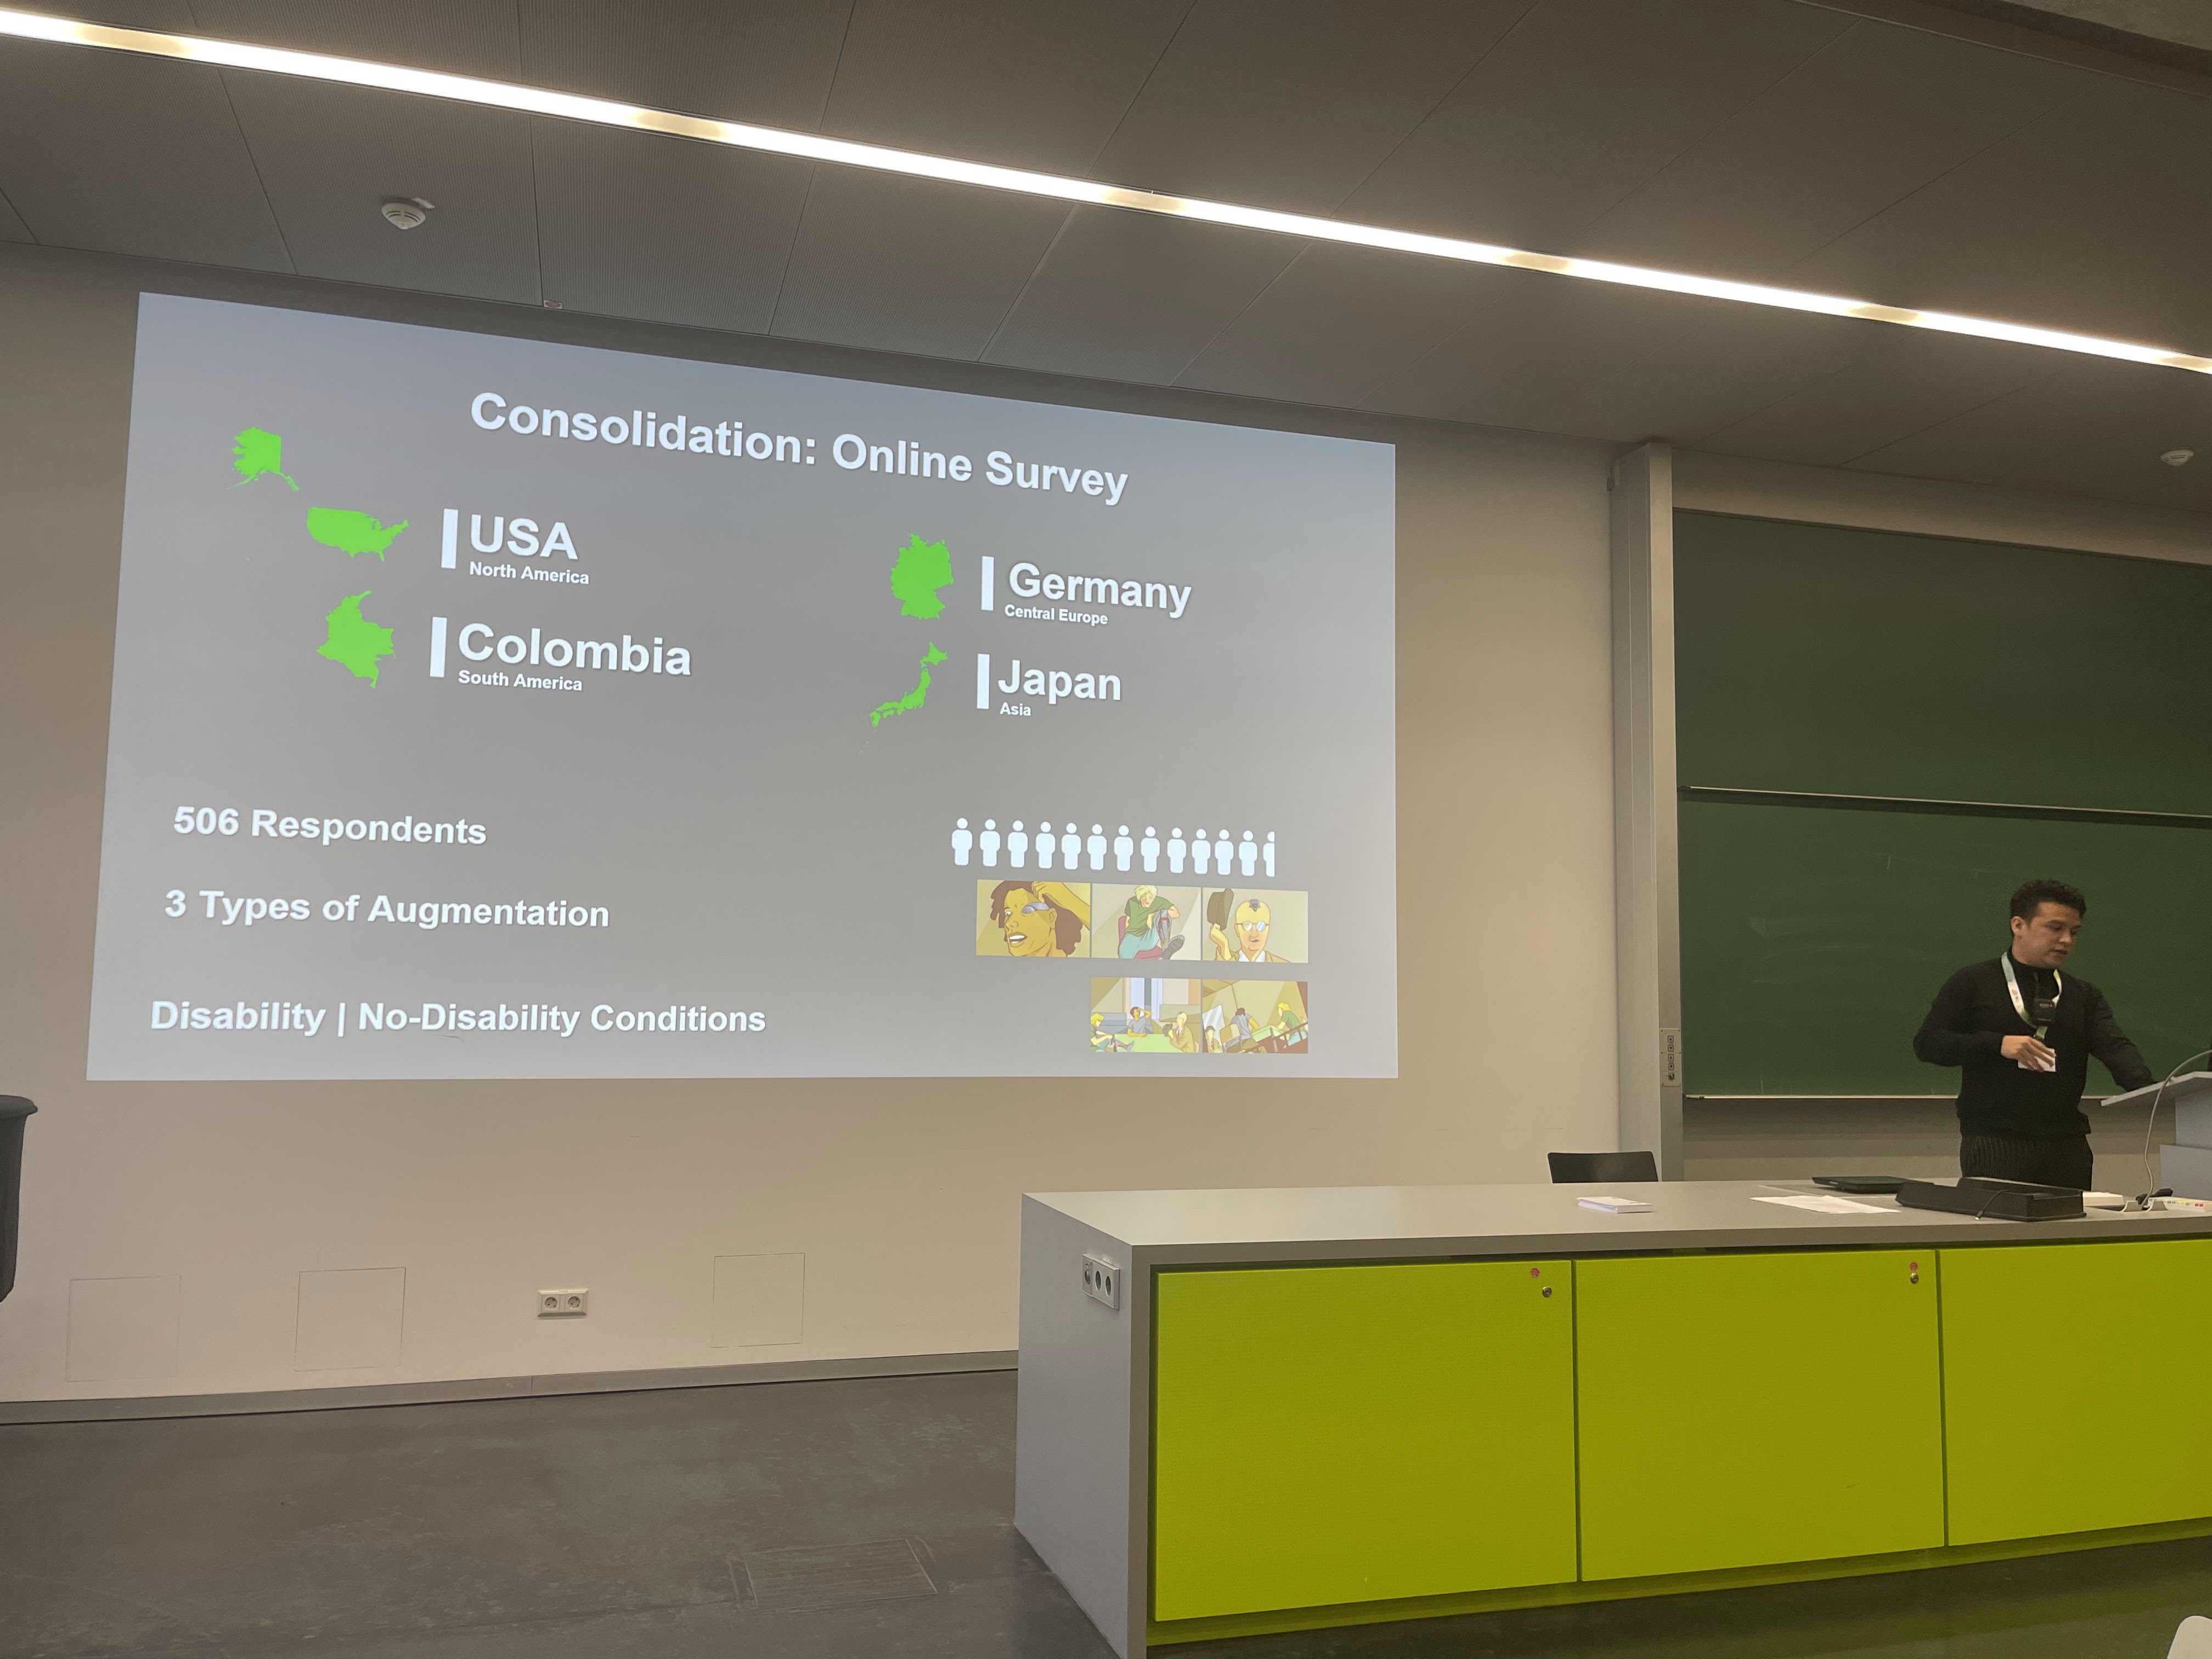 Consolidation: Online Survey
USA
North America
Germany
Central Europe
Colombia
South America
Japan
Asia
506 Respondents
3 Types of Augmentation
Disability | No-Disability Conditions